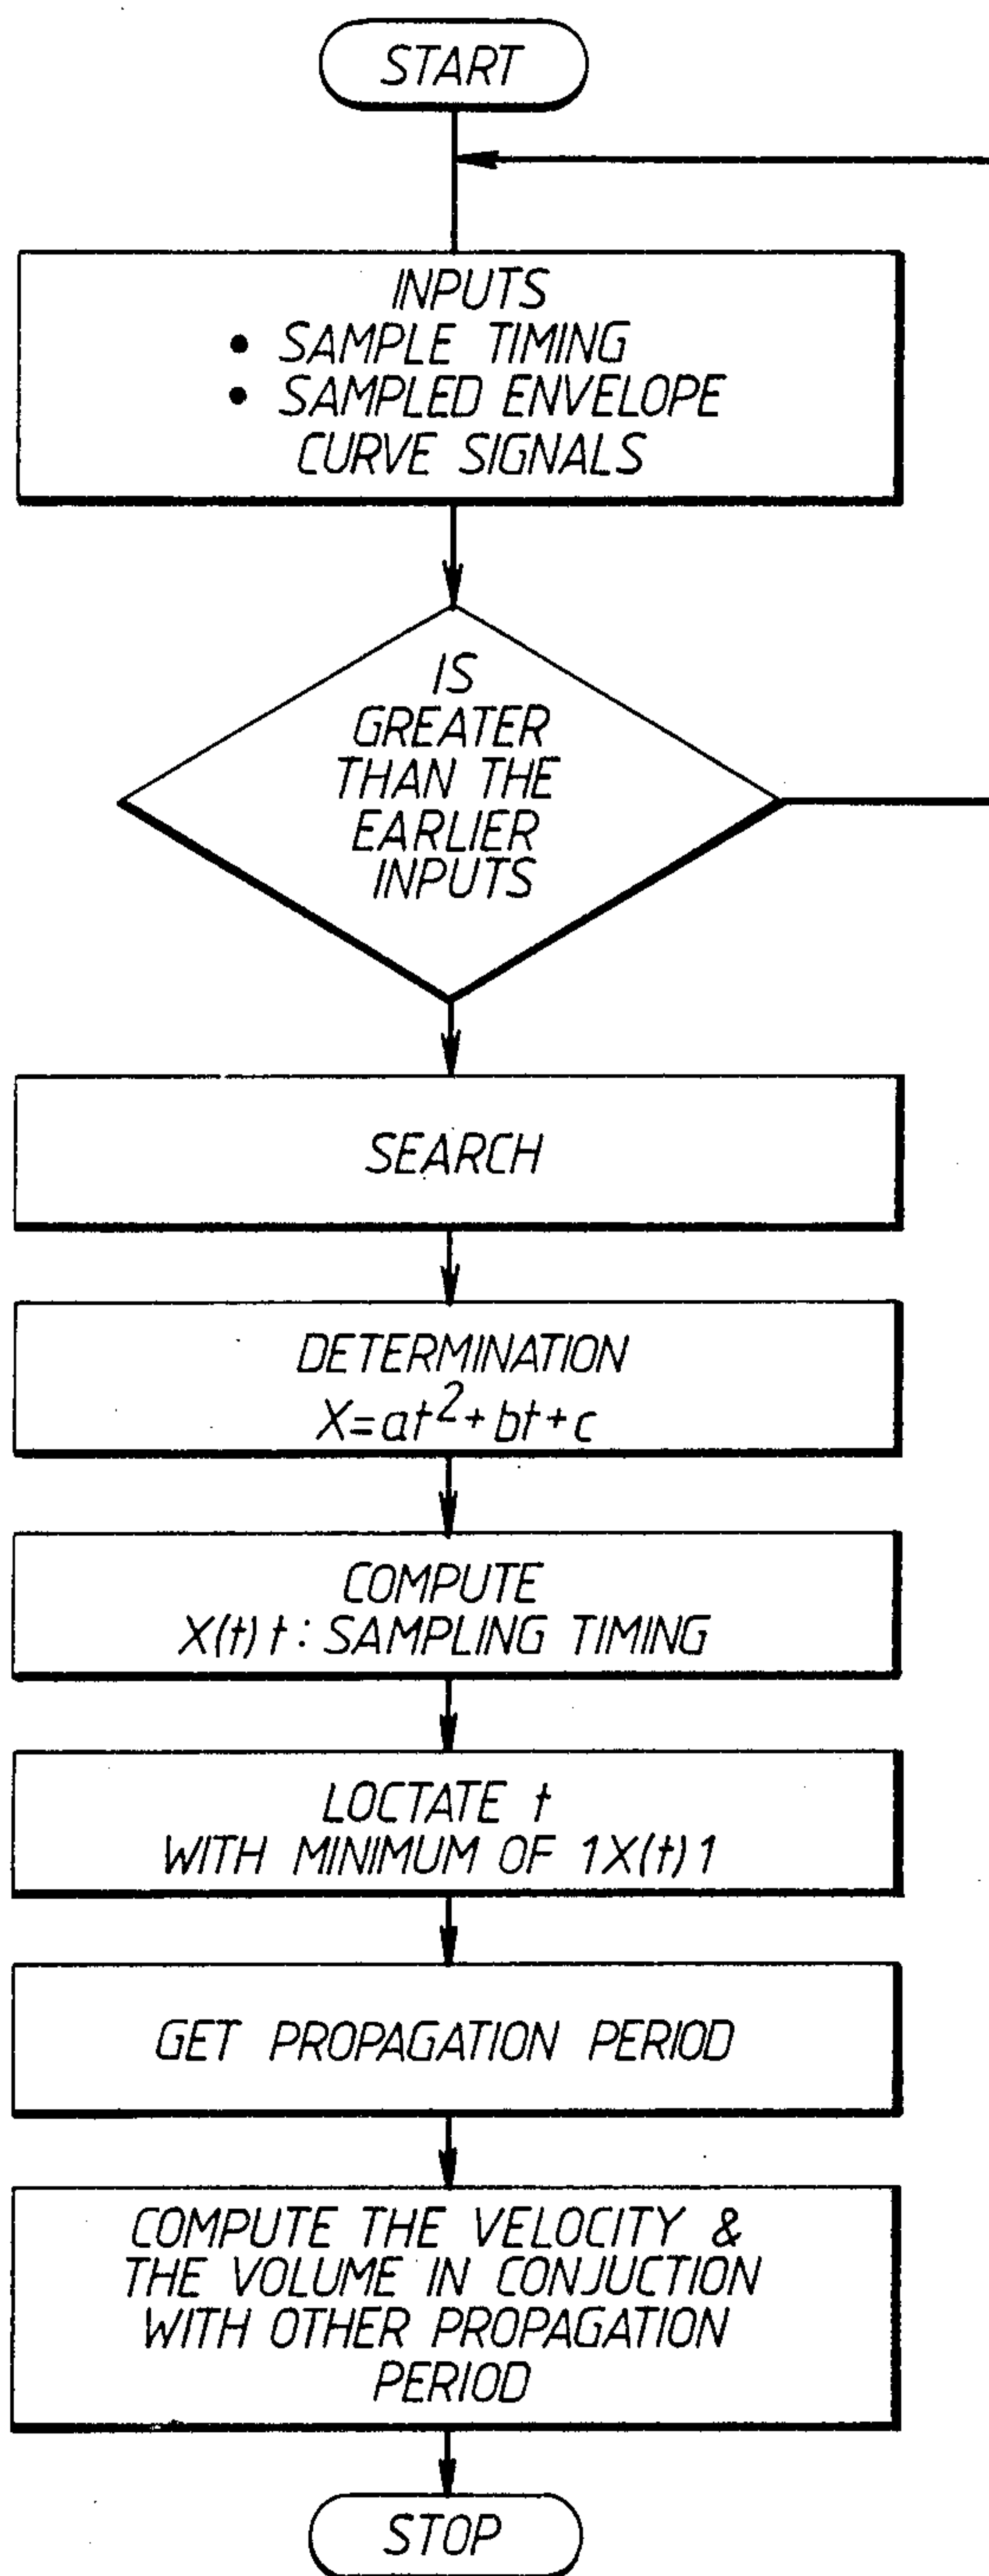 START
INPUTS
• SAMPLE TIMING
• SAMPLED ENVELOPE
CURVE SIGNALS
IS
GREATER
THAN THE
EARLIER
INPUTS
SEARCH
DETERMINATION
X=at²+bt+c
COMPUTE
X(t) t : SAMPLING TIMING
LOCTATE t
WITH MINIMUM OF 1X(t)1
GET PROPAGATION PERIOD
COMPUTE THE VELOCITY &
THE VOLUME IN CONJUCTION
WITH OTHER PROPAGATION
PERIOD
STOP